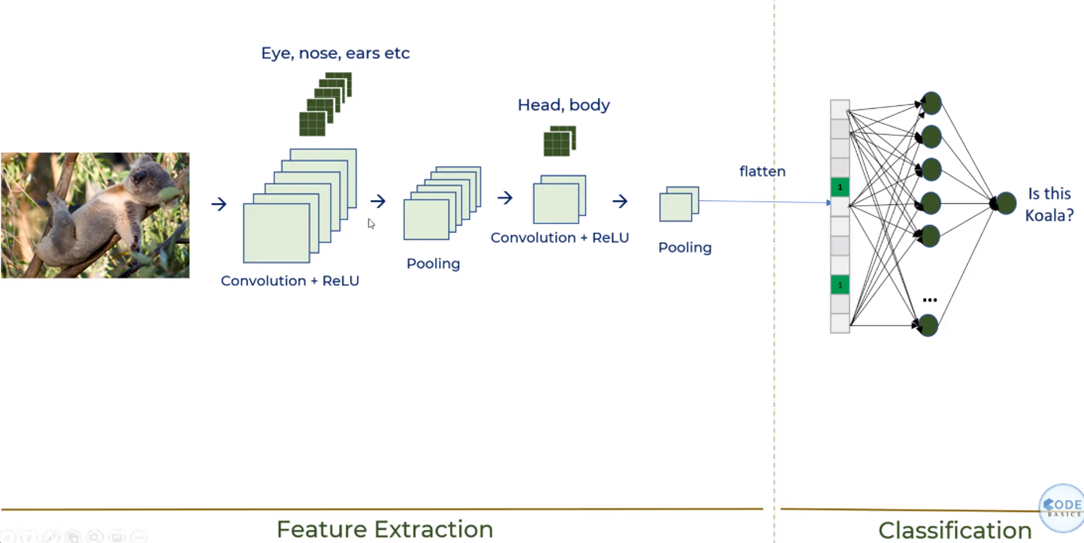 Eye, nose, ears etc
Head, body
flatten
1
Is this
Koala?
Convolution + ReLU
Pooling
Convolution + ReLU
Pooling
1
...
Feature Extraction
Classification
CODE
BASICS